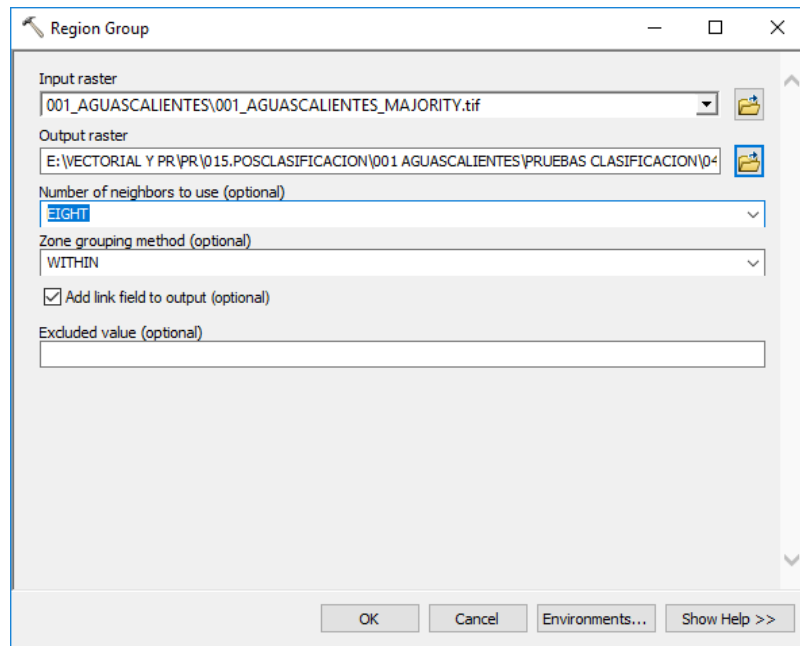 Region Group
Input raster
001_AGUASCALIENTES\001_AGUASCALIENTES_MAJORITY.tif
Output raster
E:\VECTORIAL Y PR\PR\015.POSCLASIFICACION\001 AGUASCALIENTES\PRUEBAS CLASIFICACION\04
Number of neighbors to use (optional)
EIGHT
Zone grouping method (optional)
WITHIN
Add link field to output (optional)
Excluded value (optional)
OK Cancel Environments... Show Help >>